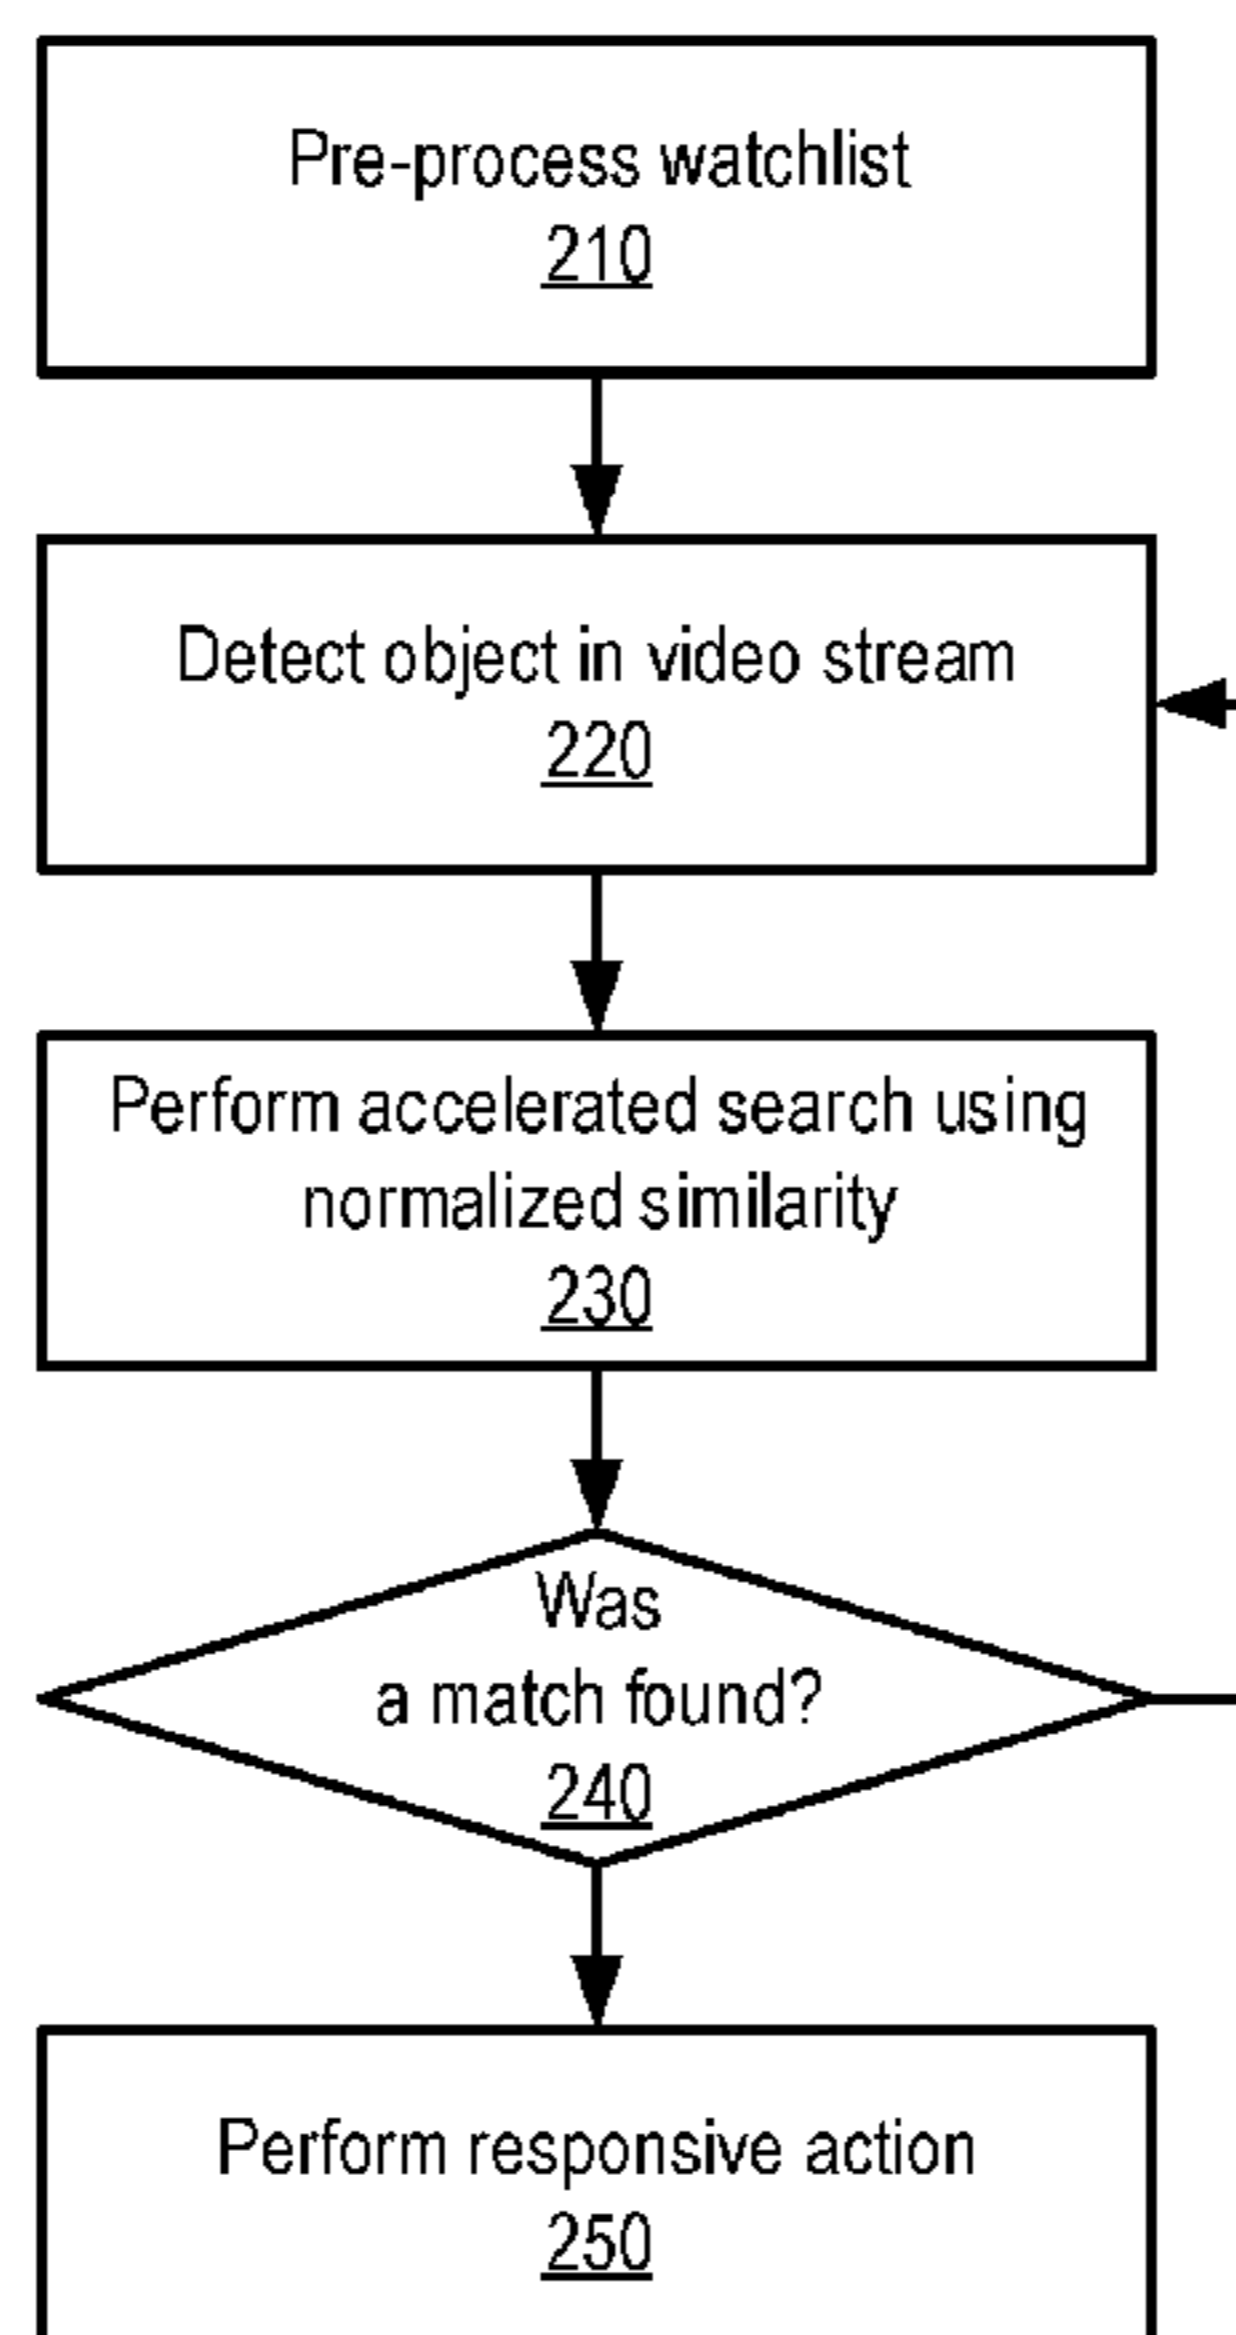 Pre-process watchlist
210
Detect object in video stream
220
Perform accelerated search using
normalized similarity
230
Was
a match found?
240
Perform responsive action
250